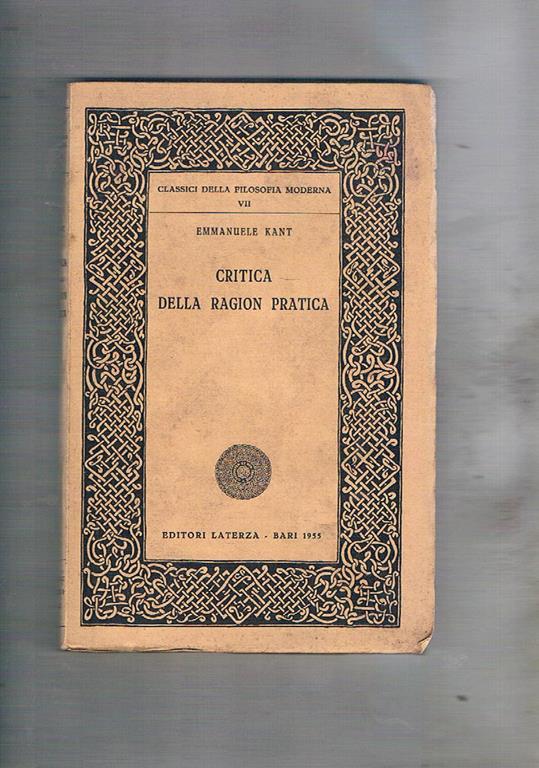 CLASSICI DELLA FILOSOFIA MODERNA
VII
EMMANUELE KANT
CRITICA
DELLA RAGION PRATICA
EDITORI LATERZA - BARI 1955